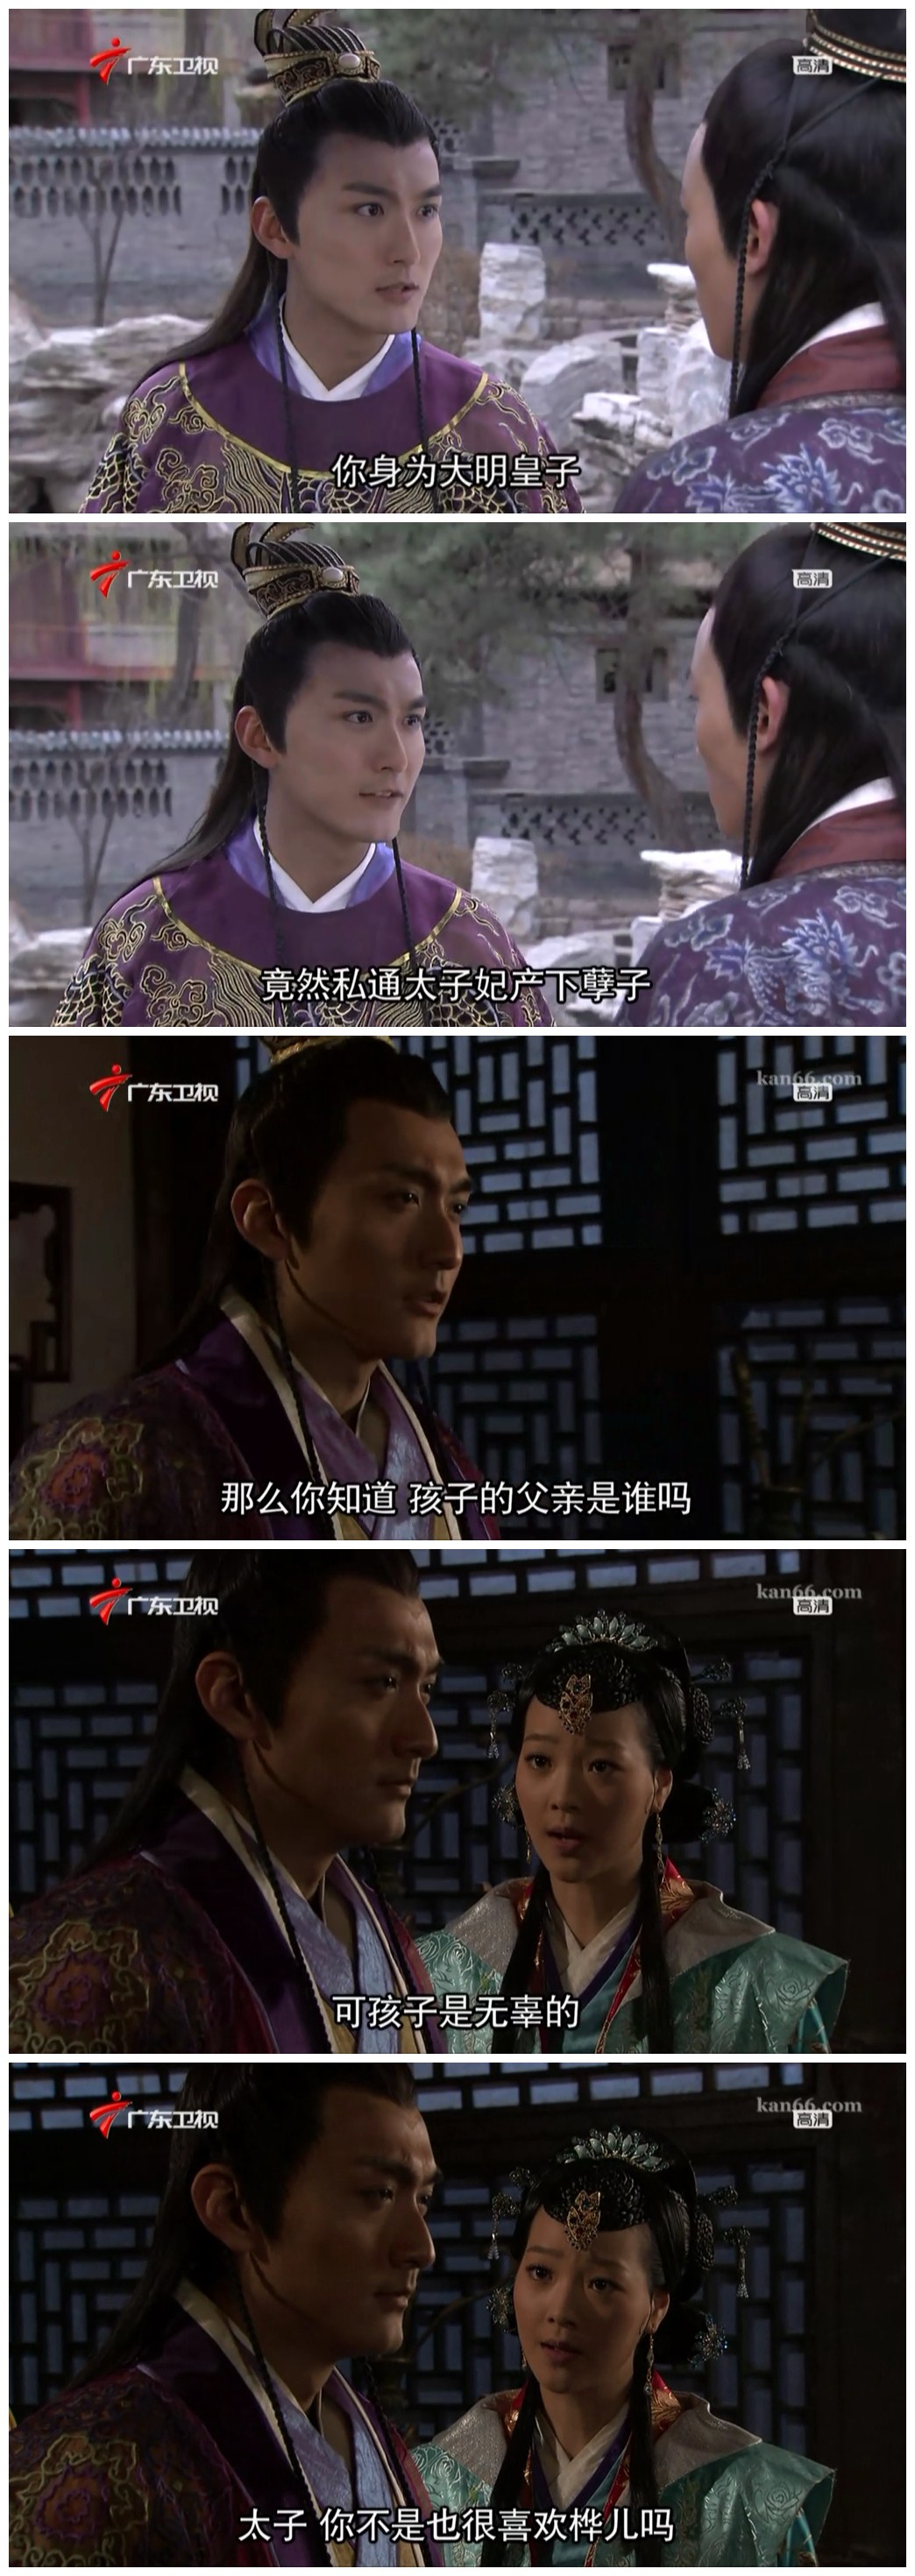 广东卫视
高清
你身为大明皇子
广东卫视
高清
竟然私通太子妃产下孽子
广东卫视
kan66.com
高清
那么你知道 孩子的父亲是谁吗
广东卫视
kan66.com
高清
可孩子是无辜的
广东卫视
kan66.com
高清
太子 你不是也很喜欢桦儿吗